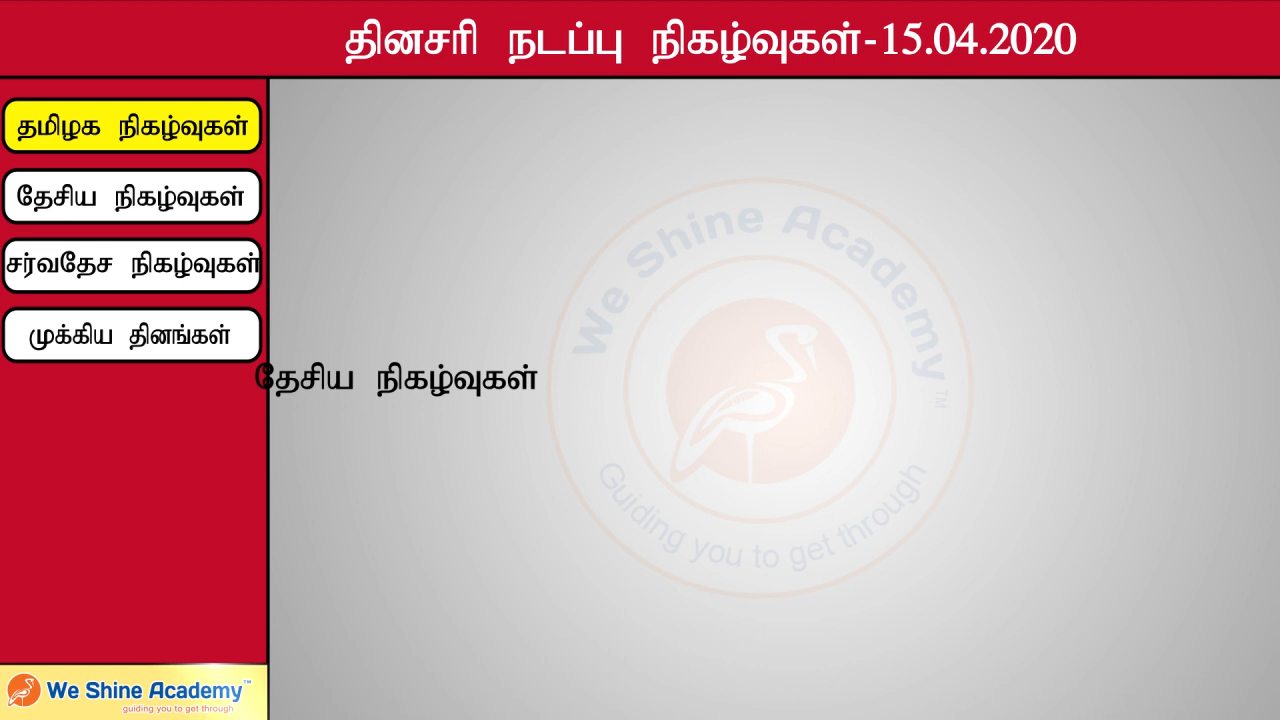 தினசரி நடப்பு நிகழ்வுகள்-15.04.2020
தமிழக நிகழ்வுகள்
தேசிய நிகழ்வுகள்
சர்வதேச நிகழ்வுகள்
முக்கிய தினங்கள்
தேசிய நிகழ்வுகள்
We Shine Academy™
Guiding you to get through
We Shine Academy™
guiding you to get through